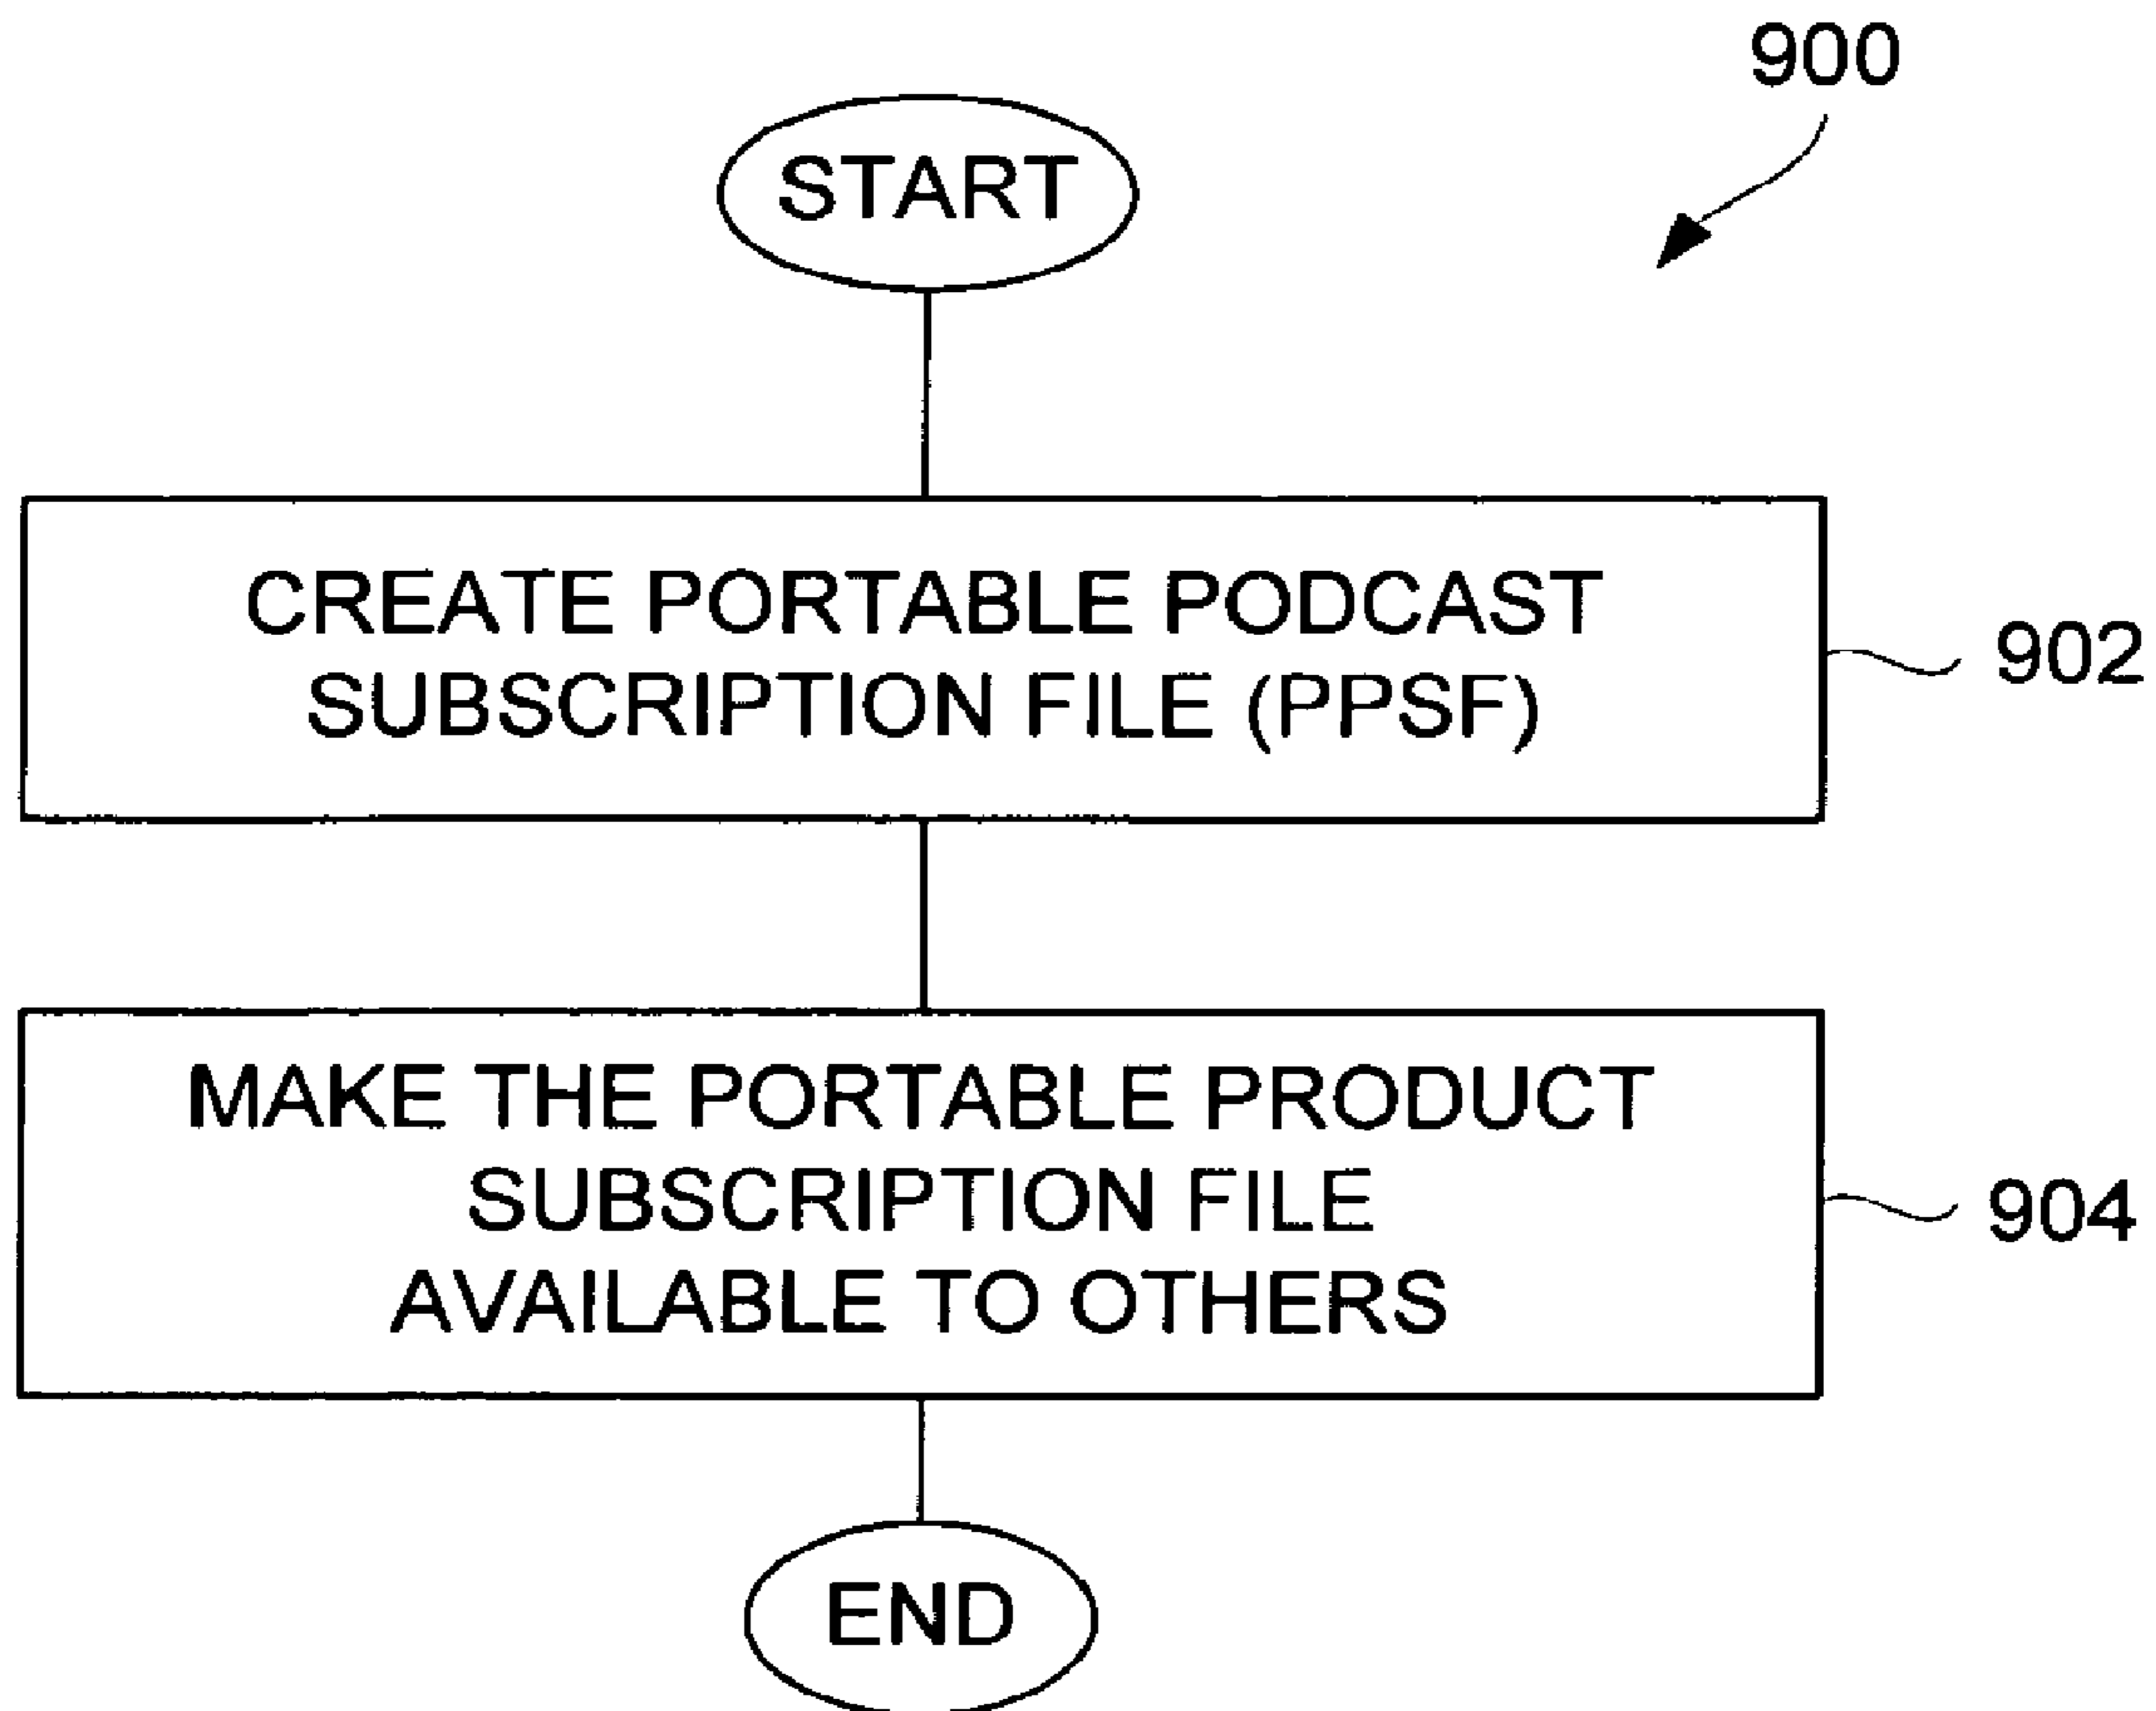 900
START
CREATE PORTABLE PODCAST
SUBSCRIPTION FILE (PPSF)
902
MAKE THE PORTABLE PRODUCT
SUBSCRIPTION FILE
AVAILABLE TO OTHERS
904
END